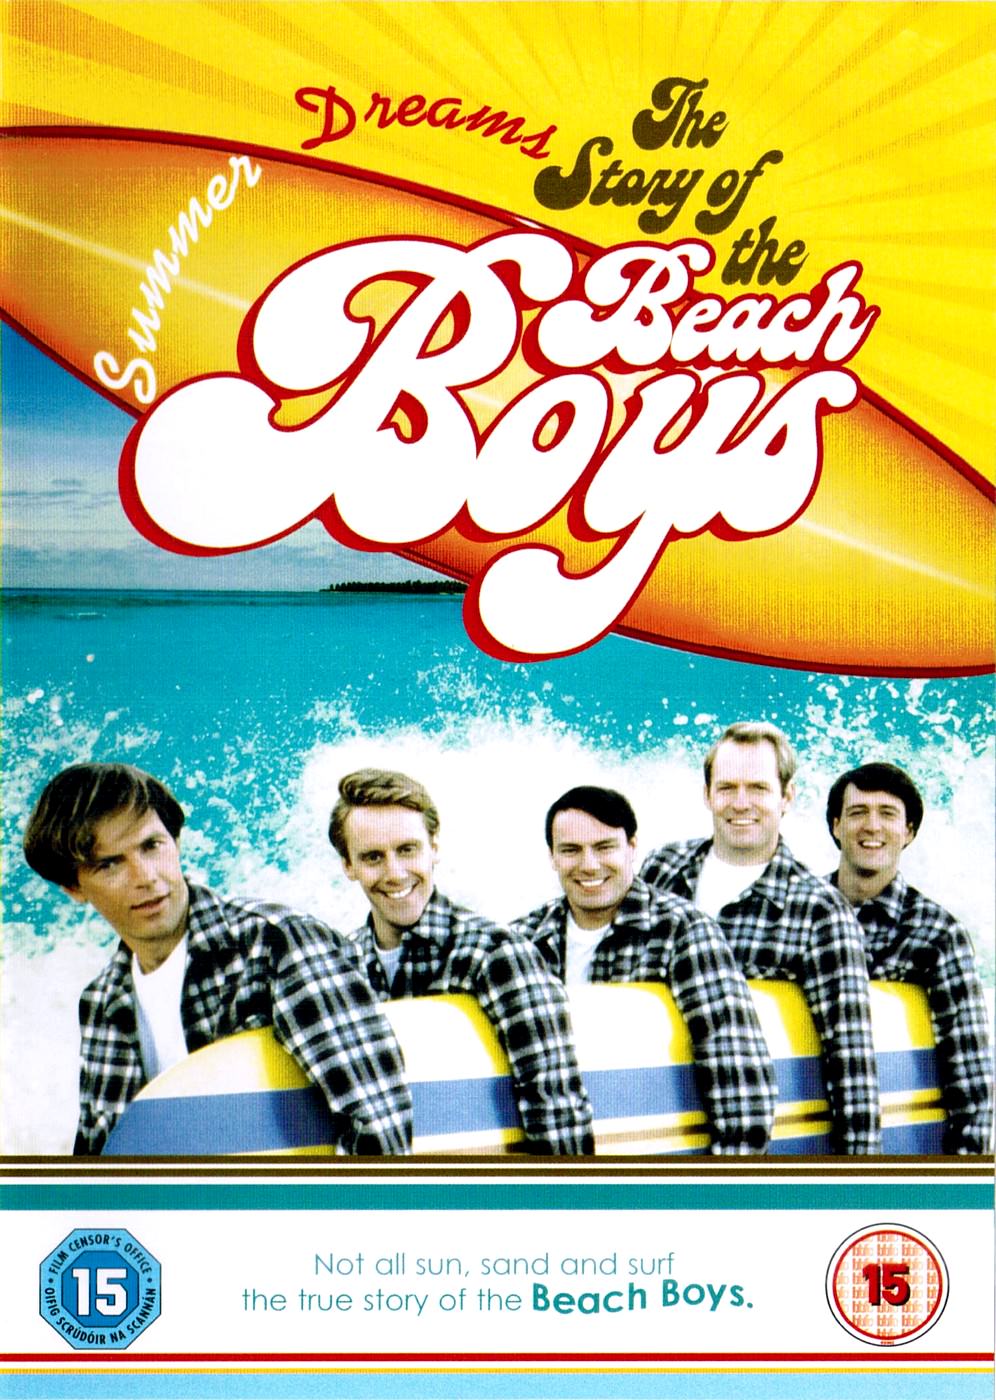 Summer Dreams
The
Story of
the
Beach
Boys
FILM CENSOR'S OFFICE
15
OIFIG SCRÚDÓIR NA SCANNÁN
Not all sun, sand and surf
the true story of the Beach Boys.
15